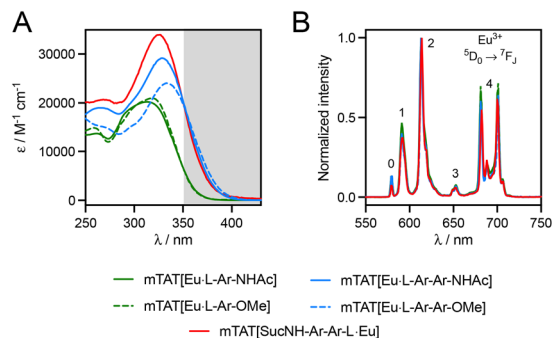 A
B
ε / M⁻¹ cm⁻¹
30000
20000
10000
0
250
300
350
400
λ / nm
Normalized intensity
1.0
0.5
0.0
550
600
650
700
750
λ / nm
0
1
2
3
4
Eu³⁺
⁵D₀ → ⁷F_J
mTAT[Eu·L-Ar-NHAc]
mTAT[Eu·L-Ar-Ar-NHAc]
mTAT[Eu·L-Ar-OMe]
mTAT[Eu·L-Ar-Ar-OMe]
mTAT[SucNH-Ar-Ar-L·Eu]